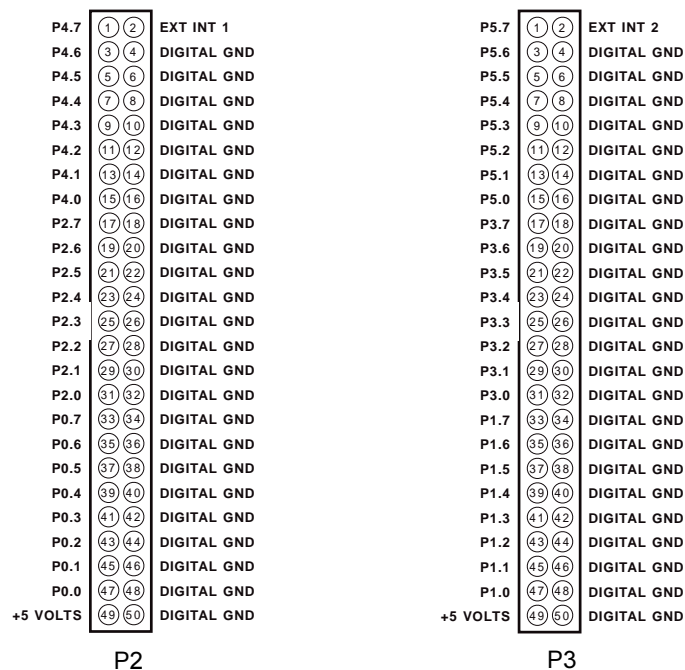 P4.7 1 2 EXT INT 1
P4.6 3 4 DIGITAL GND
P4.5 5 6 DIGITAL GND
P4.4 7 8 DIGITAL GND
P4.3 9 10 DIGITAL GND
P4.2 11 12 DIGITAL GND
P4.1 13 14 DIGITAL GND
P4.0 15 16 DIGITAL GND
P2.7 17 18 DIGITAL GND
P2.6 19 20 DIGITAL GND
P2.5 21 22 DIGITAL GND
P2.4 23 24 DIGITAL GND
P2.3 25 26 DIGITAL GND
P2.2 27 28 DIGITAL GND
P2.1 29 30 DIGITAL GND
P2.0 31 32 DIGITAL GND
P0.7 33 34 DIGITAL GND
P0.6 35 36 DIGITAL GND
P0.5 37 38 DIGITAL GND
P0.4 39 40 DIGITAL GND
P0.3 41 42 DIGITAL GND
P0.2 43 44 DIGITAL GND
P0.1 45 46 DIGITAL GND
P0.0 47 48 DIGITAL GND
+5 VOLTS 49 50 DIGITAL GND
P2
P5.7 1 2 EXT INT 2
P5.6 3 4 DIGITAL GND
P5.5 5 6 DIGITAL GND
P5.4 7 8 DIGITAL GND
P5.3 9 10 DIGITAL GND
P5.2 11 12 DIGITAL GND
P5.1 13 14 DIGITAL GND
P5.0 15 16 DIGITAL GND
P3.7 17 18 DIGITAL GND
P3.6 19 20 DIGITAL GND
P3.5 21 22 DIGITAL GND
P3.4 23 24 DIGITAL GND
P3.3 25 26 DIGITAL GND
P3.2 27 28 DIGITAL GND
P3.1 29 30 DIGITAL GND
P3.0 31 32 DIGITAL GND
P1.7 33 34 DIGITAL GND
P1.6 35 36 DIGITAL GND
P1.5 37 38 DIGITAL GND
P1.4 39 40 DIGITAL GND
P1.3 41 42 DIGITAL GND
P1.2 43 44 DIGITAL GND
P1.1 45 46 DIGITAL GND
P1.0 47 48 DIGITAL GND
+5 VOLTS 49 50 DIGITAL GND
P3